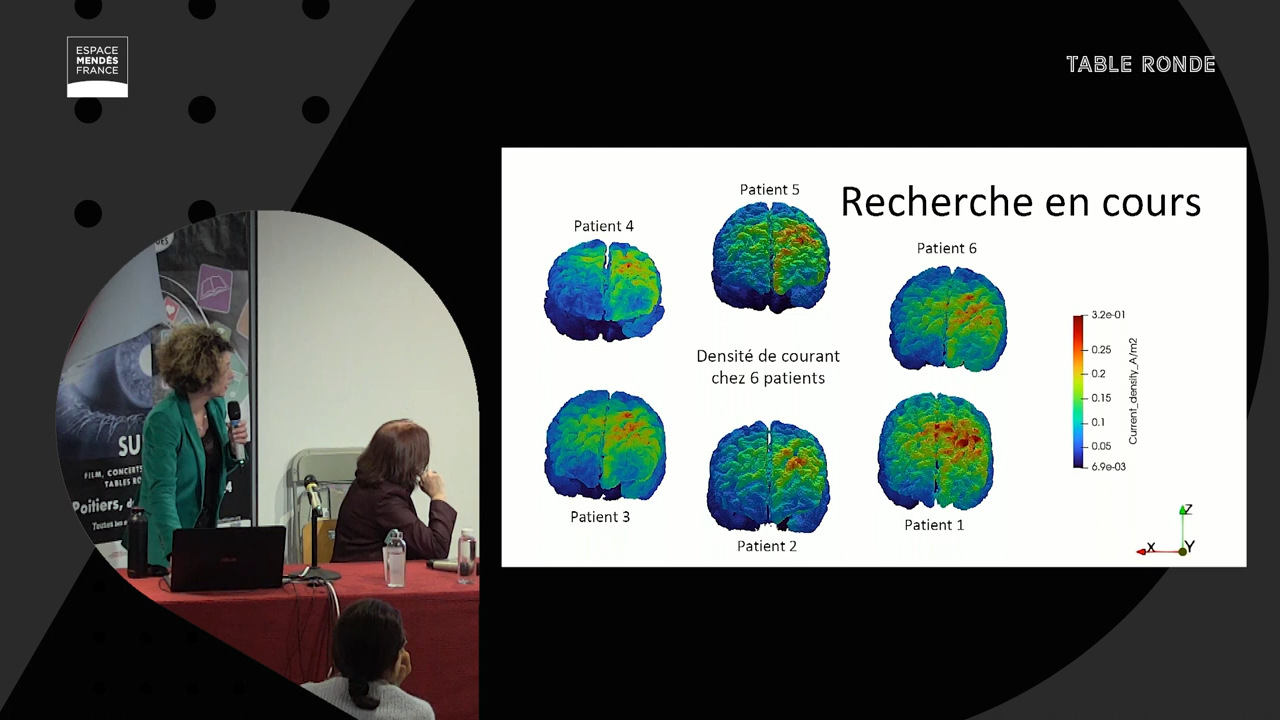 ESPACE
MENDÈS
FRANCE
TABLE RONDE
Recherche en cours
Patient 5
Patient 4
Patient 6
Densité de courant
chez 6 patients
Patient 3
Patient 2
Patient 1
3.2e-01
0.25
0.2
0.15
0.1
0.05
6.9e-03
Current_density_A/m2
Z
X
Y
SU
FILM, CONCERTS
TABLES RO
Poitiers, d
4